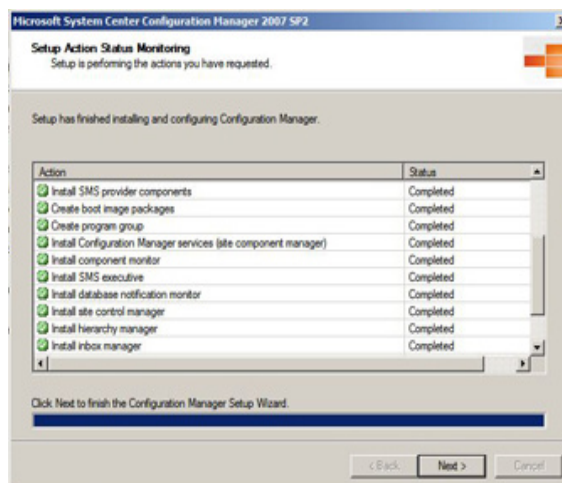 Microsoft System Center Configuration Manager 2007 SP2
Setup Action Status Monitoring
Setup is performing the actions you have requested.
Setup has finished installing and configuring Configuration Manager.
Action Status
Install SMS provider components Completed
Create boot image packages Completed
Create program group Completed
Install Configuration Manager services (site component manager) Completed
Install component monitor Completed
Install SMS executive Completed
Install database notification monitor Completed
Install site control manager Completed
Install hierarchy manager Completed
Install inbox manager Completed
Click Next to finish the Configuration Manager Setup Wizard.
< Back Next > Cancel